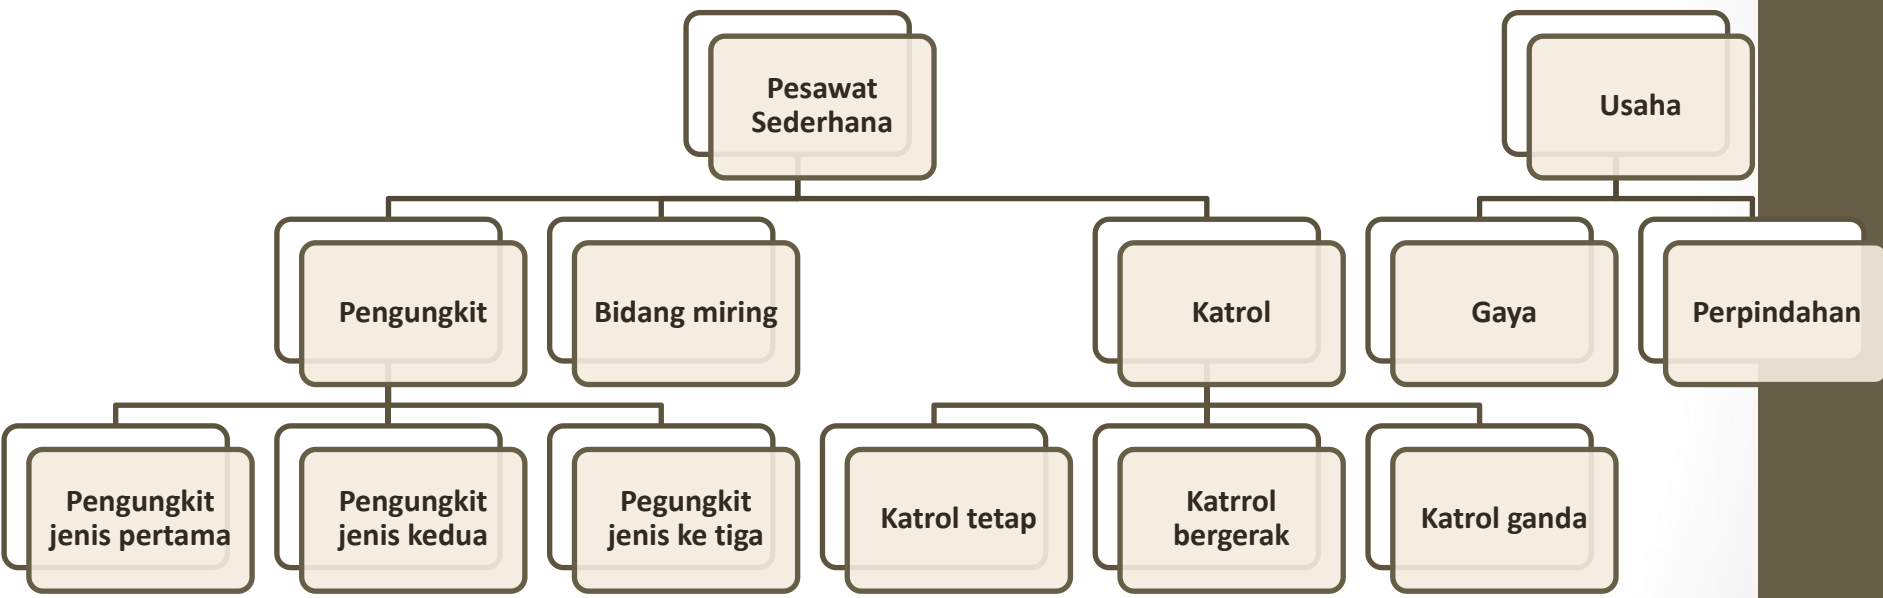 Pesawat
Sederhana
Usaha
Pengungkit
Bidang miring
Katrol
Gaya
Perpindahan
Pengungkit
jenis pertama
Pengungkit
jenis kedua
Pegungkit
jenis ke tiga
Katrol tetap
Katrrol
bergerak
Katrol ganda